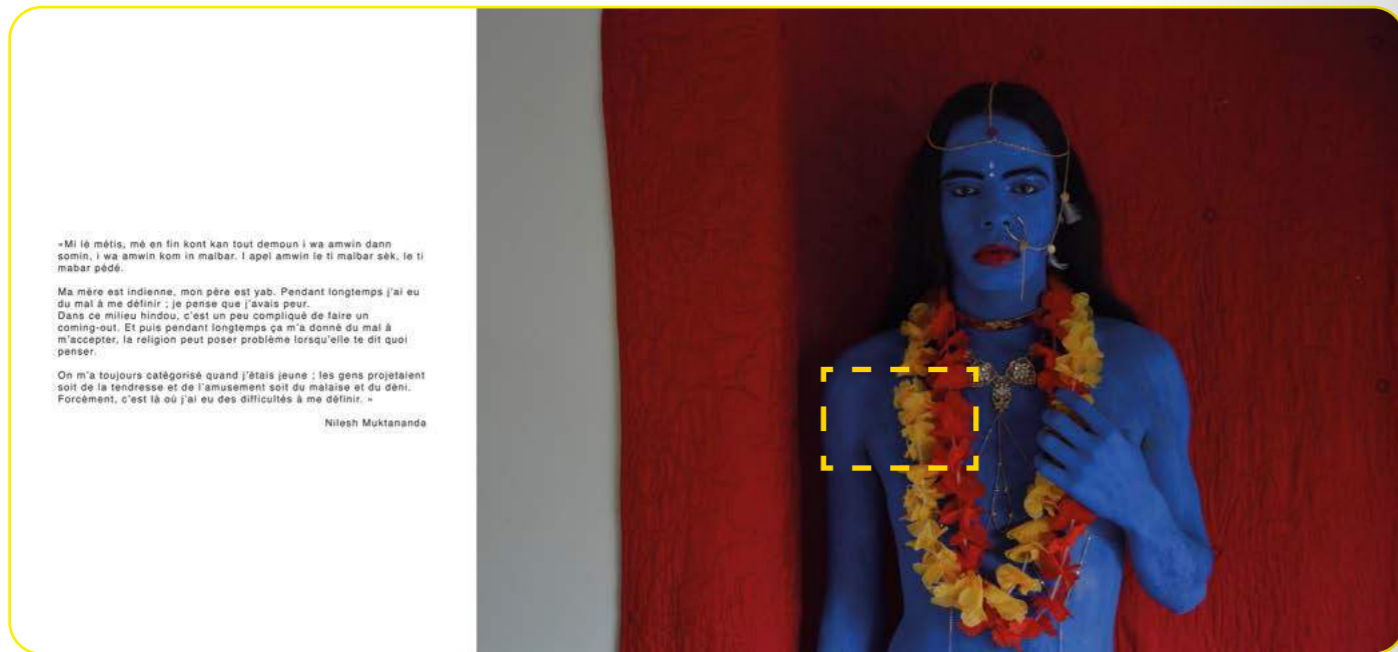 «Mi lé métis, mé en fin kont kan tout demoun i wa amwin dann
somin, i wa amwin kom in malbar. I apel amwin le ti malbar sèk, le ti
mabar pédé.
Ma mère est indienne, mon père est yab. Pendant longtemps j'ai eu
du mal à me définir ; je pense que j'avais peur.
Dans ce milieu hindou, c'est un peu compliqué de faire un
coming-out. Et puis pendant longtemps ça m'a donné du mal à
m'accepter, la religion peut poser problème lorsqu'elle te dit quoi
penser.
On m'a toujours catégorisé quand j'étais jeune ; les gens projetaient
soit de la tendresse et de l'amusement soit du malaise et du déni.
Forcément, c'est là où j'ai eu des difficultés à me définir. »
Nilesh Muktananda